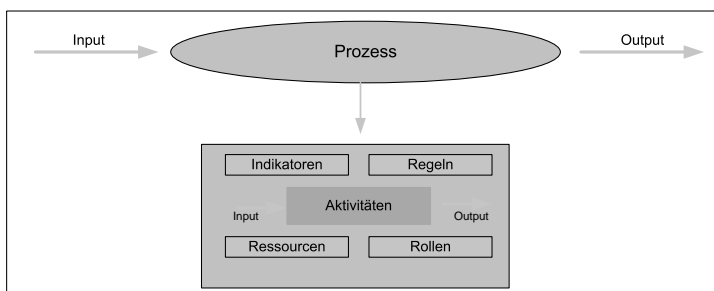 Input
Prozess
Output
Indikatoren
Regeln
Input
Aktivitäten
Output
Ressourcen
Rollen